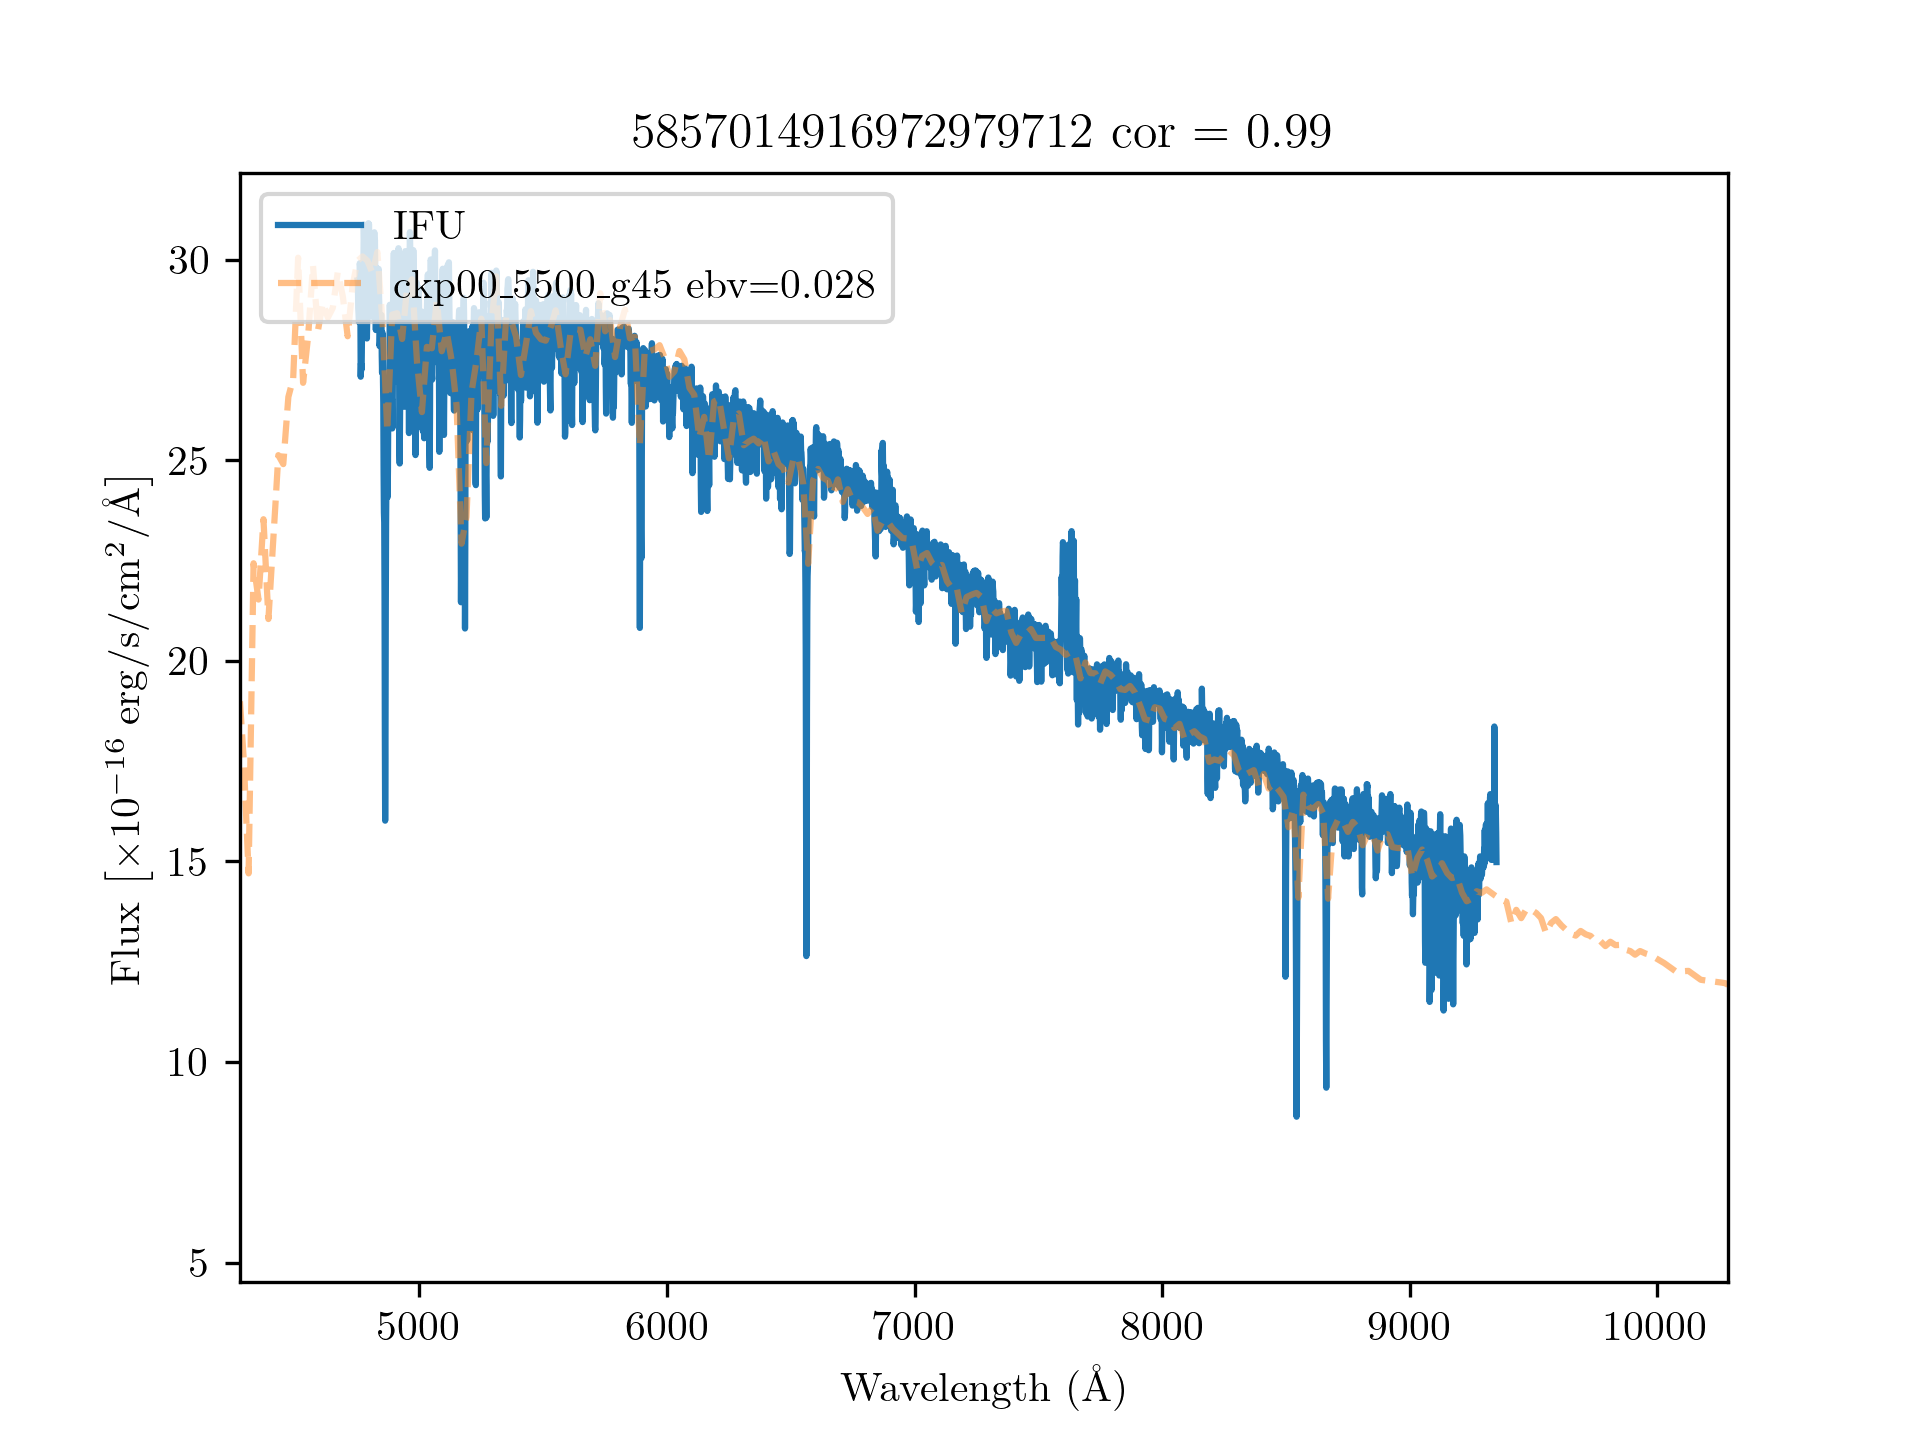 5857014916972979712 cor = 0.99
IFU
ckp00_5500_g45 ebv=0.028
Flux [×10⁻¹⁶ erg/s/cm²/Å]
30
25
20
15
10
5
5000 6000 7000 8000 9000 10000
Wavelength (Å)